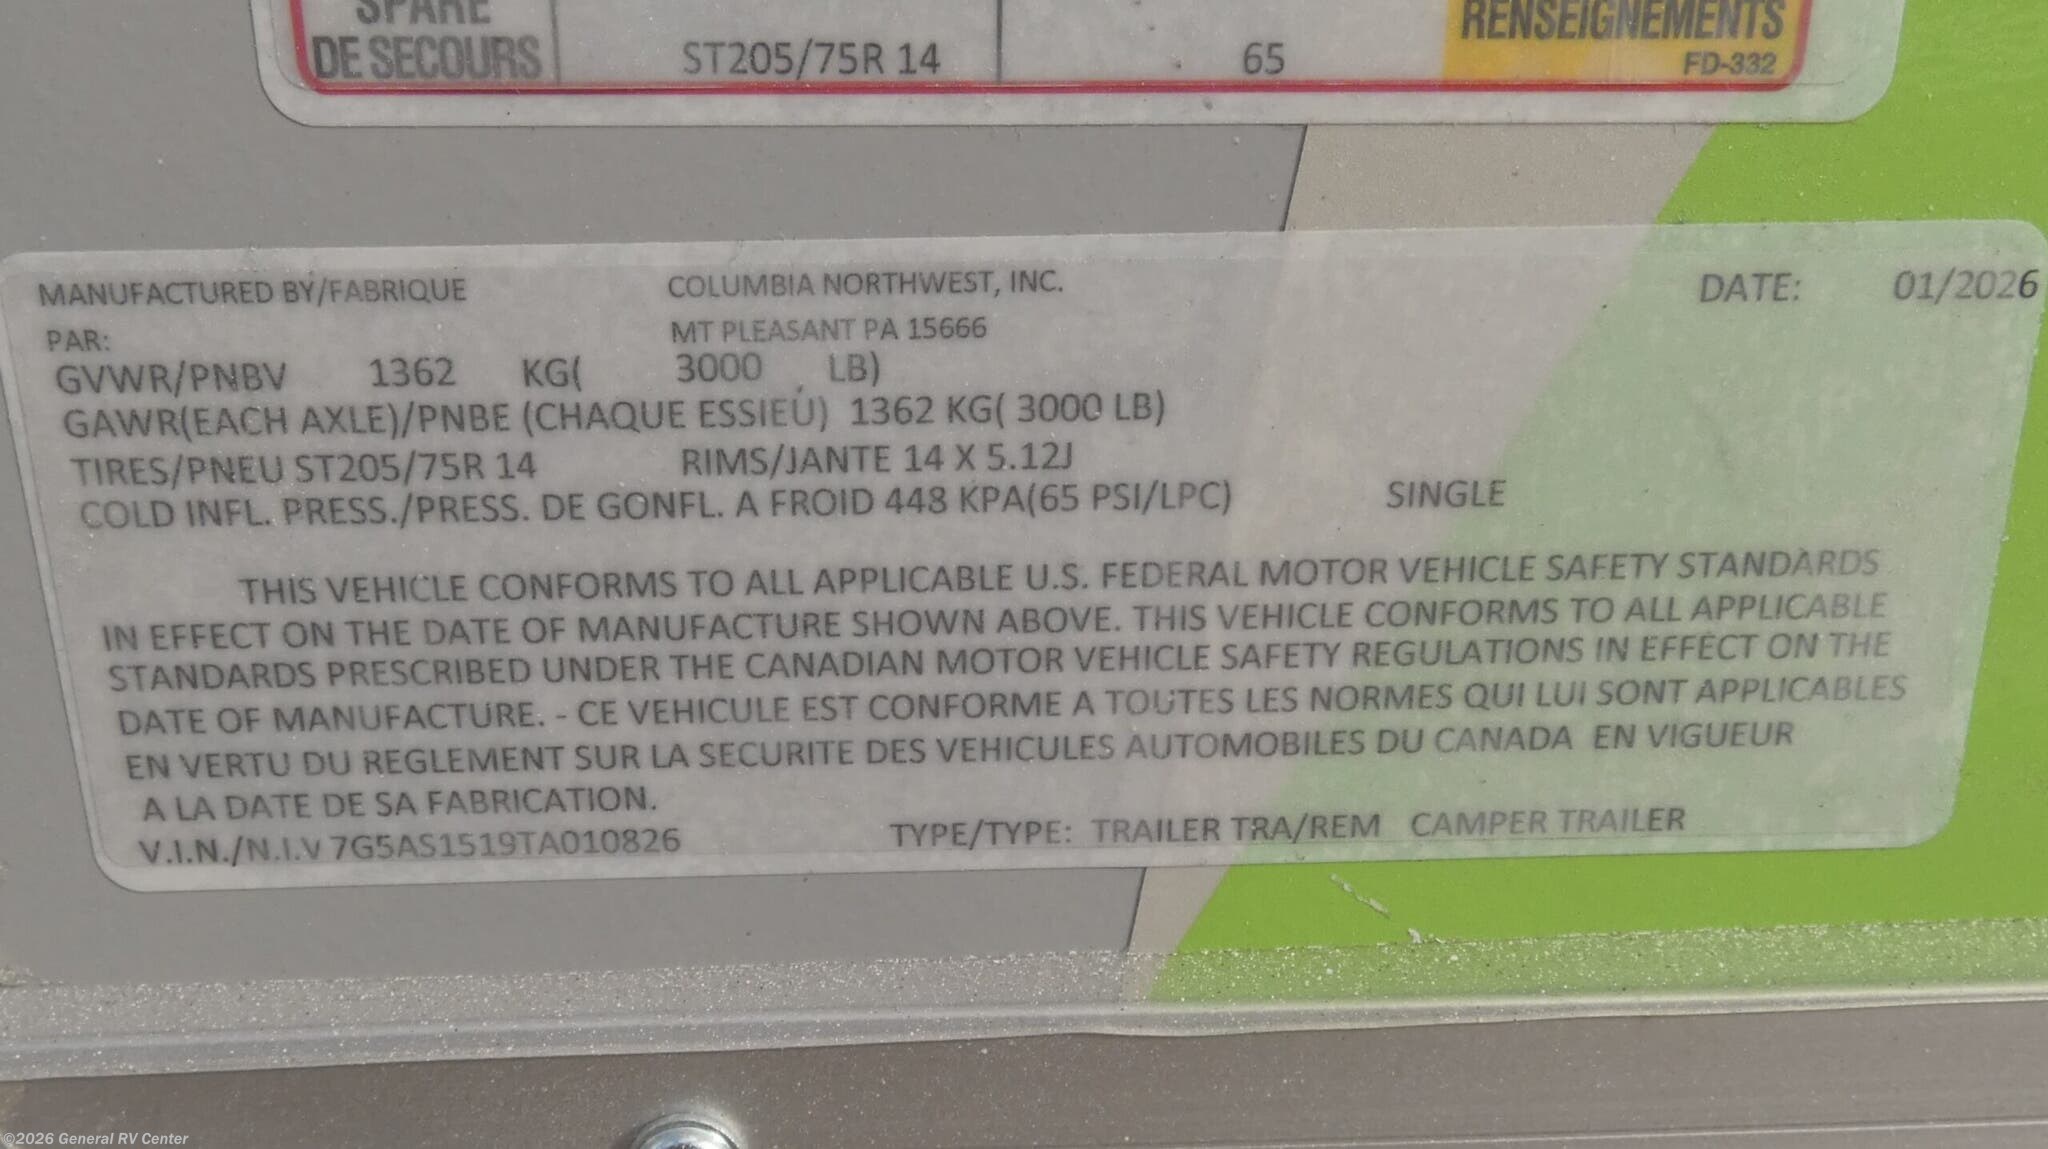 SPARE
DE SECOURS ST205/75R 14 65 RENSEIGNEMENTS
FD-332
MANUFACTURED BY/FABRIQUE COLUMBIA NORTHWEST, INC. DATE: 01/2026
PAR: MT PLEASANT PA 15666
GVWR/PNBV 1362 KG( 3000 LB)
GAWR(EACH AXLE)/PNBE (CHAQUE ESSIEU) 1362 KG( 3000 LB)
TIRES/PNEU ST205/75R 14 RIMS/JANTE 14 X 5.12J
COLD INFL. PRESS./PRESS. DE GONFL. A FROID 448 KPA(65 PSI/LPC) SINGLE
THIS VEHICLE CONFORMS TO ALL APPLICABLE U.S. FEDERAL MOTOR VEHICLE SAFETY STANDARDS
IN EFFECT ON THE DATE OF MANUFACTURE SHOWN ABOVE. THIS VEHICLE CONFORMS TO ALL APPLICABLE
STANDARDS PRESCRIBED UNDER THE CANADIAN MOTOR VEHICLE SAFETY REGULATIONS IN EFFECT ON THE
DATE OF MANUFACTURE. - CE VEHICULE EST CONFORME A TOUTES LES NORMES QUI LUI SONT APPLICABLES
EN VERTU DU REGLEMENT SUR LA SECURITE DES VEHICULES AUTOMOBILES DU CANADA EN VIGUEUR
A LA DATE DE SA FABRICATION.
V.I.N./N.I.V 7G5AS1519TA010826 TYPE/TYPE: TRAILER TRA/REM CAMPER TRAILER
©2026 General RV Center